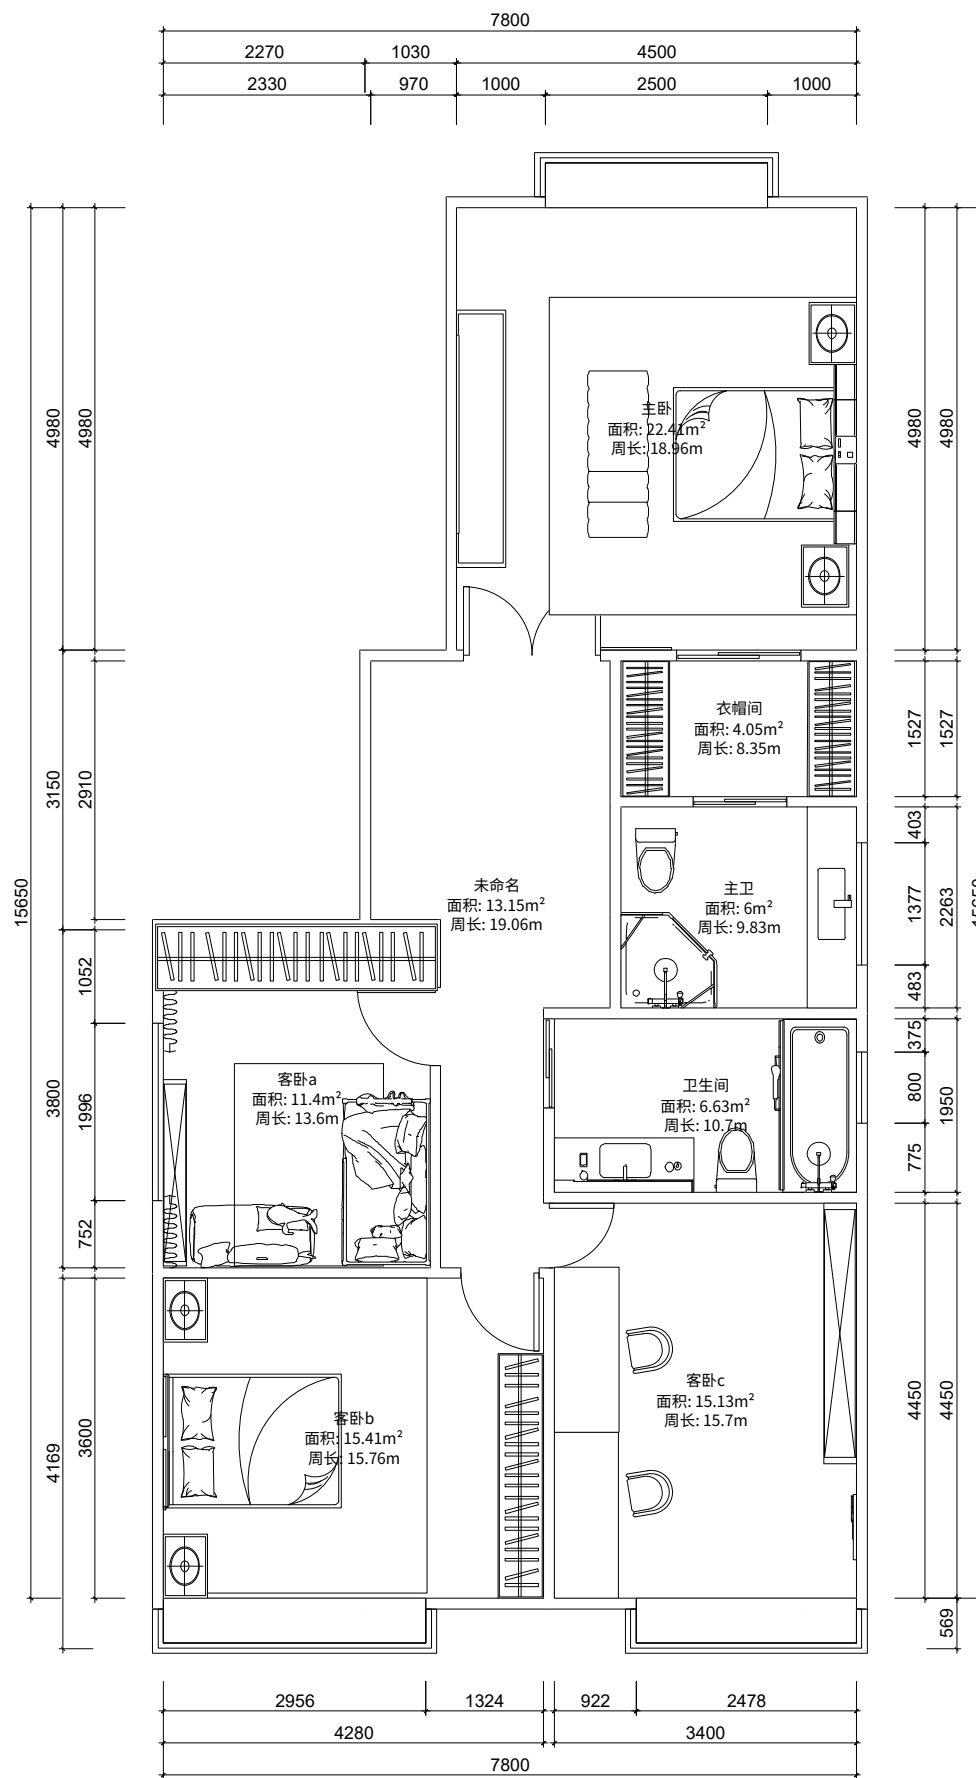 7800
2270 1030 4500
2330 970 1000 2500 1000
主卧
面积: 22.41m²
周长: 18.96m
衣帽间
面积: 4.05m²
周长: 8.35m
未命名
面积: 13.15m²
周长: 19.06m
主卫
面积: 6m²
周长: 9.83m
客卧a
面积: 11.4m²
周长: 13.6m
卫生间
面积: 6.63m²
周长: 10.7m
客卧b
面积: 15.41m²
周长: 15.76m
客卧c
面积: 15.13m²
周长: 15.7m
15650
4980
3150
3800
4169
4980
2910
1052
1996
752
3600
4980
1527
403
1377
483
375
800
775
4450
4980
1527
2263
1950
4450
569
2956 1324 922 2478
4280 3400
7800